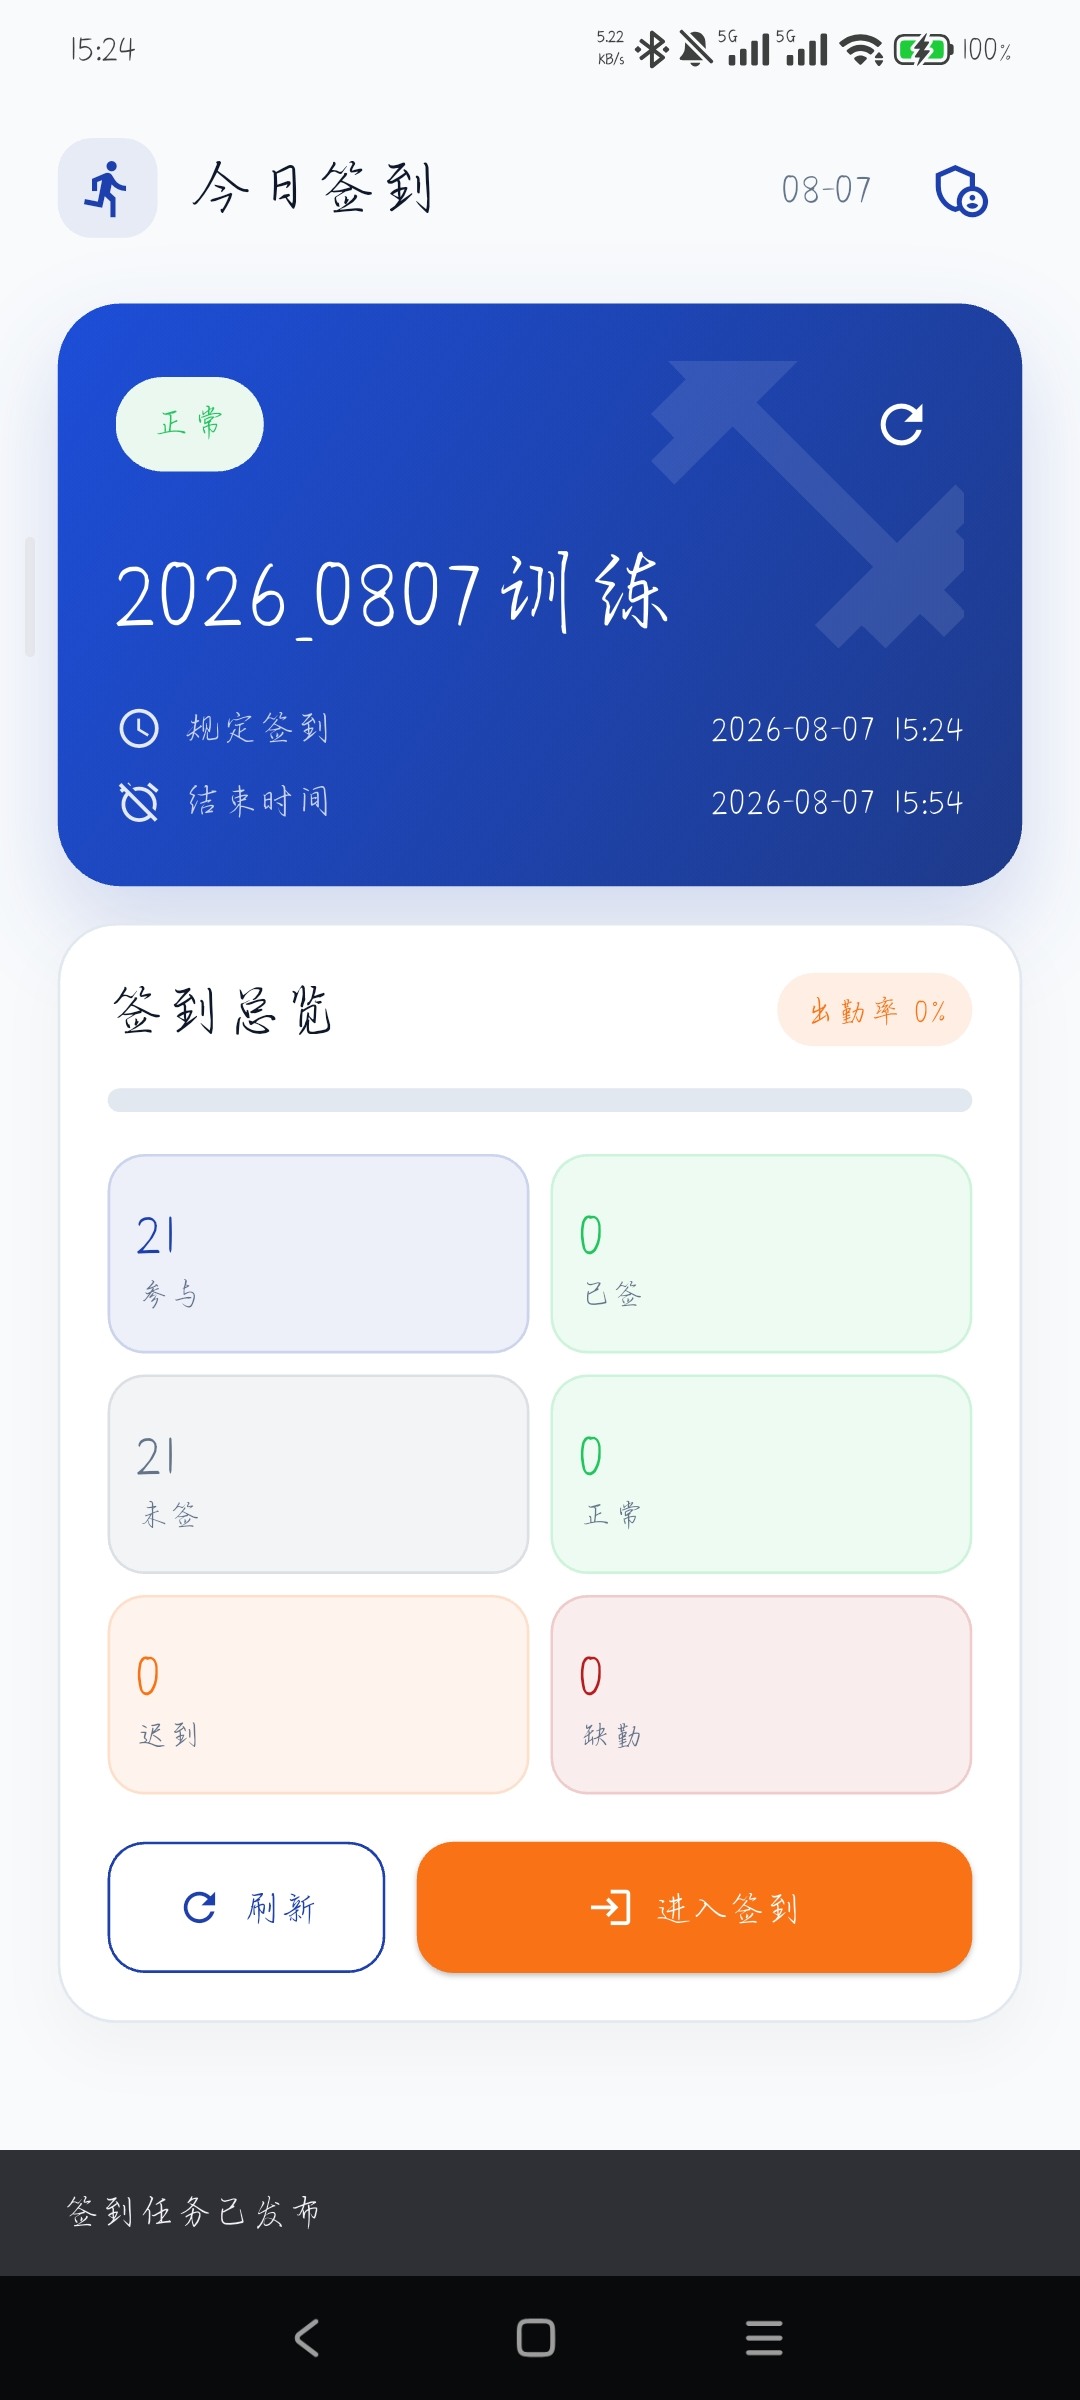 15:24
5.22 KB/s 5G 5G 100%
今日签到
08-07
正常
2026_0807训练
规定签到 2026-08-07 15:24
结束时间 2026-08-07 15:54
签到总览
出勤率 0%
21
参与
0
已签
21
未签
0
正常
0
迟到
0
缺勤
刷新
进入签到
签到任务已发布